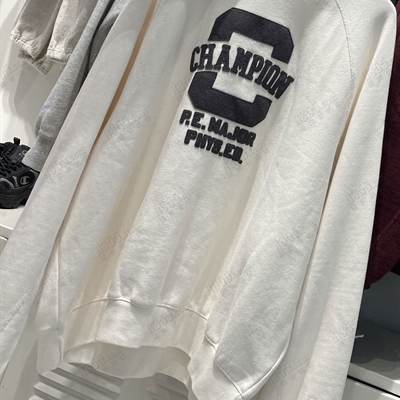 C
CHAMPION
P.E. MAJOR
PHYS.ED.